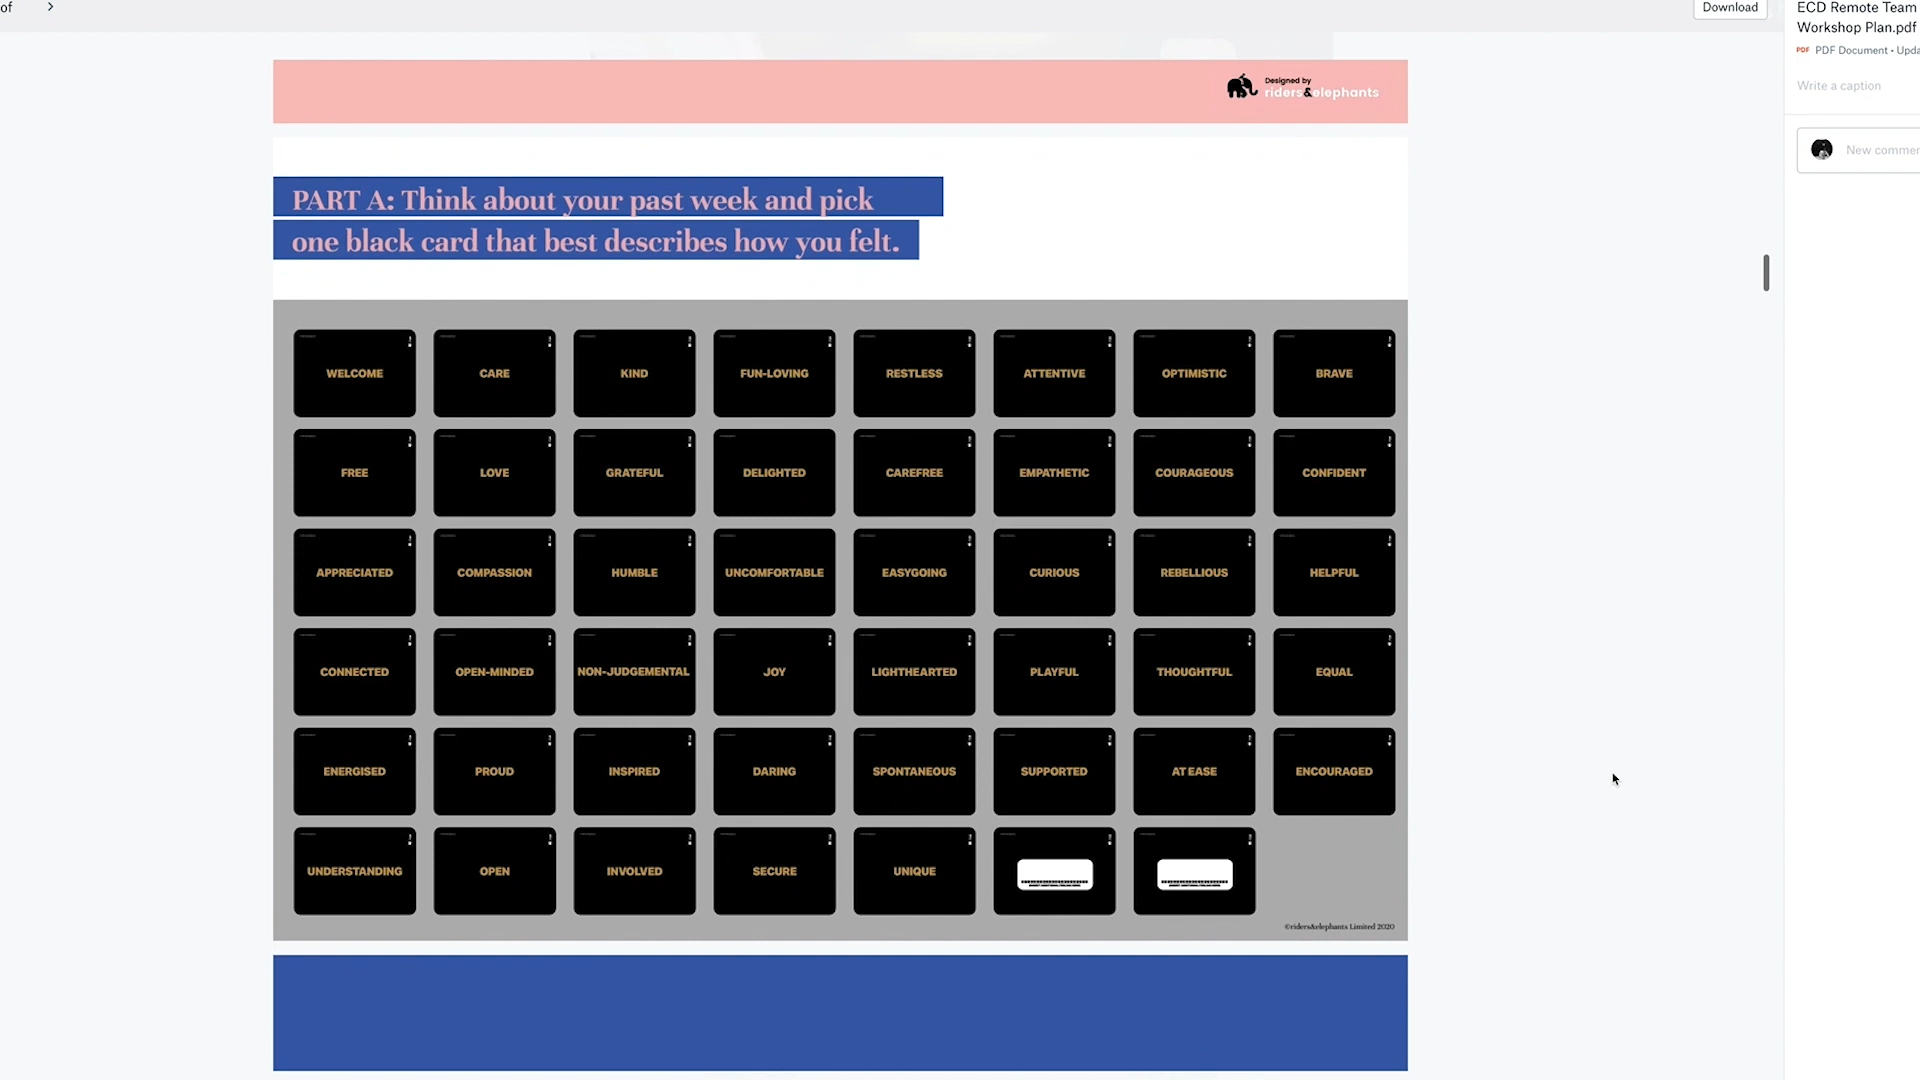 of
Download
ECD Remote Team
Workshop Plan.pdf
PDF PDF Document • Upda
Write a caption
New commen
Designed by
riders&elephants
PART A: Think about your past week and pick
one black card that best describes how you felt.
WELCOME CARE KIND FUN-LOVING RESTLESS ATTENTIVE OPTIMISTIC BRAVE
FREE LOVE GRATEFUL DELIGHTED CAREFREE EMPATHETIC COURAGEOUS CONFIDENT
APPRECIATED COMPASSION HUMBLE UNCOMFORTABLE EASYGOING CURIOUS REBELLIOUS HELPFUL
CONNECTED OPEN-MINDED NON-JUDGEMENTAL JOY LIGHTHEARTED PLAYFUL THOUGHTFUL EQUAL
ENERGISED PROUD INSPIRED DARING SPONTANEOUS SUPPORTED AT EASE ENCOURAGED
UNDERSTANDING OPEN INVOLVED SECURE UNIQUE
©riders&elephants Limited 2020